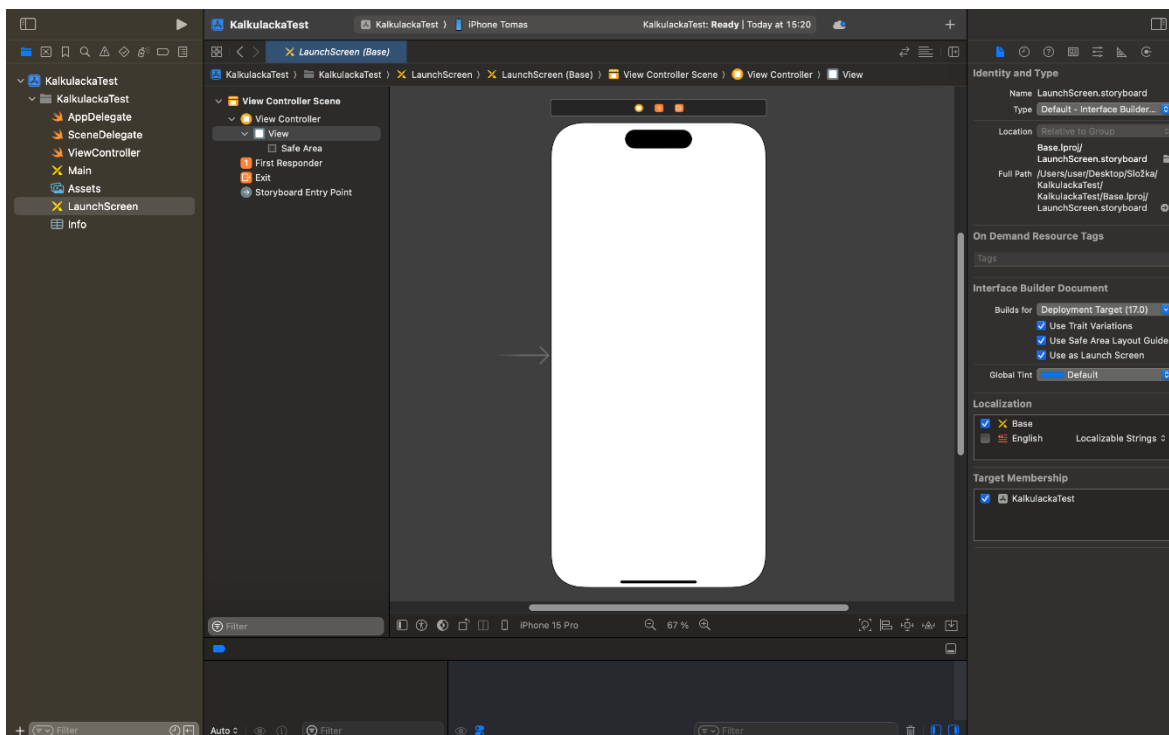 KalkulackaTest
KalkulackaTest
iPhone Tomas
KalkulackaTest: Ready | Today at 15:20
LaunchScreen (Base)
KalkulackaTest
KalkulackaTest
LaunchScreen
LaunchScreen (Base)
View Controller Scene
View Controller
View
KalkulackaTest
KalkulackaTest
AppDelegate
SceneDelegate
ViewController
Main
Assets
LaunchScreen
Info
Filter
View Controller Scene
View Controller
View
Safe Area
First Responder
Exit
Storyboard Entry Point
Filter
iPhone 15 Pro
67 %
Auto
Filter
Filter
Identity and Type
Name LaunchScreen.storyboard
Type Default - Interface Builder...
Location Relative to Group
Base.lproj/
LaunchScreen.storyboard
Full Path /Users/user/Desktop/Složka/
KalkulackaTest/
KalkulackaTest/Base.lproj/
LaunchScreen.storyboard
On Demand Resource Tags
Tags
Interface Builder Document
Builds for Deployment Target (17.0)
Use Trait Variations
Use Safe Area Layout Guide
Use as Launch Screen
Global Tint Default
Localization
Base
English Localizable Strings
Target Membership
KalkulackaTest